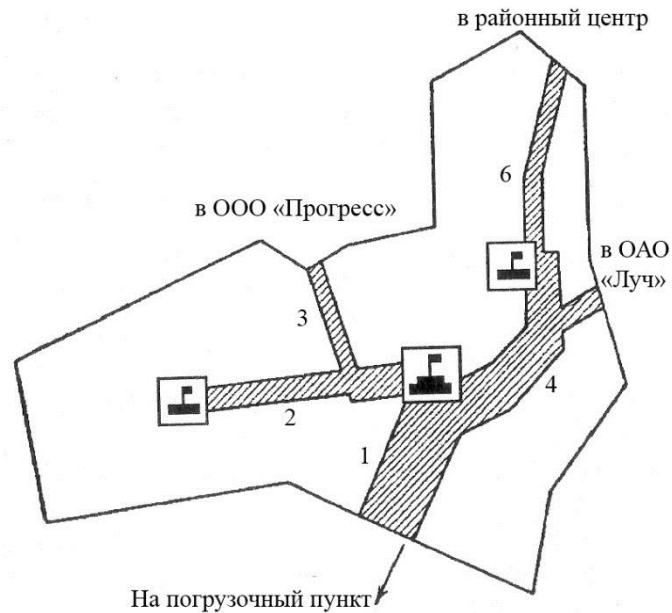 в районный центр
6
в ООО «Прогресс»
в ОАО
«Луч»
3
4
2
1
На погрузочный пункт